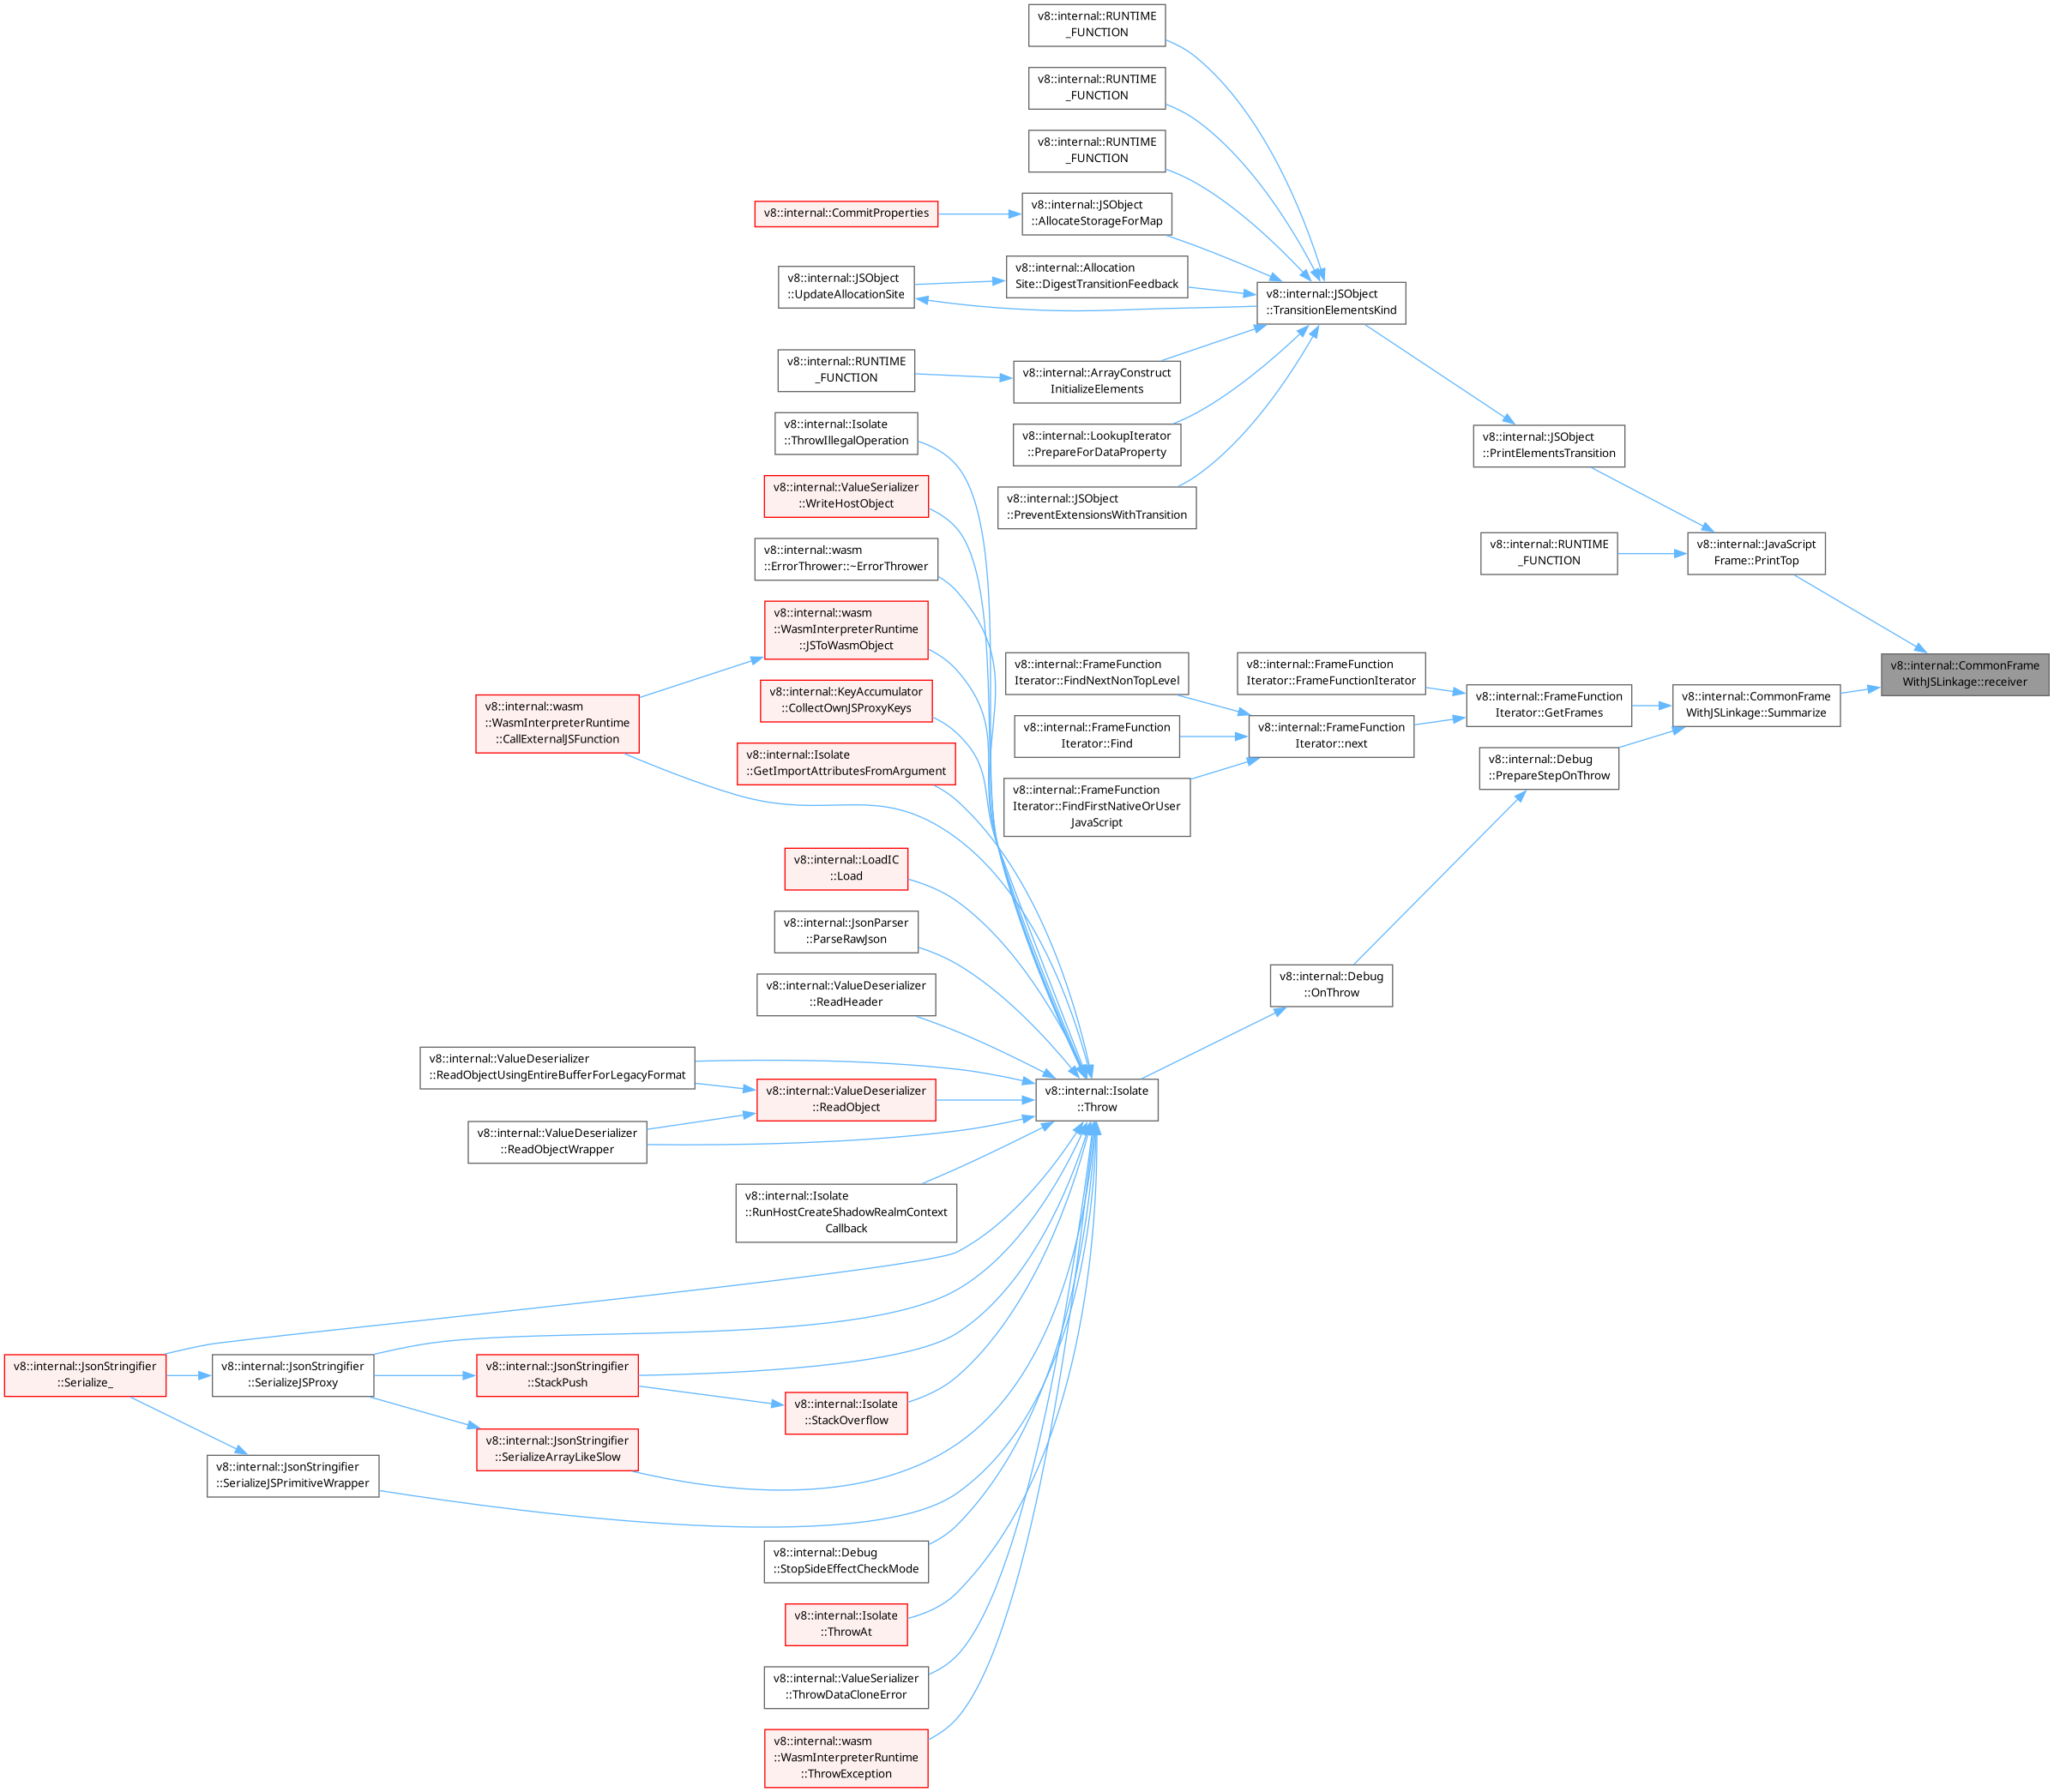 v8::internal::RUNTIME
_FUNCTION
v8::internal::RUNTIME
_FUNCTION
v8::internal::RUNTIME
_FUNCTION
v8::internal::CommitProperties
v8::internal::JSObject
::AllocateStorageForMap
v8::internal::JSObject
::UpdateAllocationSite
v8::internal::Allocation
Site::DigestTransitionFeedback
v8::internal::JSObject
::TransitionElementsKind
v8::internal::RUNTIME
_FUNCTION
v8::internal::ArrayConstruct
InitializeElements
v8::internal::Isolate
::ThrowIllegalOperation
v8::internal::LookupIterator
::PrepareForDataProperty
v8::internal::JSObject
::PrintElementsTransition
v8::internal::ValueSerializer
::WriteHostObject
v8::internal::JSObject
::PreventExtensionsWithTransition
v8::internal::wasm
::ErrorThrower::~ErrorThrower
v8::internal::RUNTIME
_FUNCTION
v8::internal::JavaScript
Frame::PrintTop
v8::internal::wasm
::WasmInterpreterRuntime
::JSToWasmObject
v8::internal::FrameFunction
Iterator::FindNextNonTopLevel
v8::internal::FrameFunction
Iterator::FrameFunctionIterator
v8::internal::CommonFrame
WithJSLinkage::receiver
v8::internal::KeyAccumulator
::CollectOwnJSProxyKeys
v8::internal::FrameFunction
Iterator::GetFrames
v8::internal::CommonFrame
WithJSLinkage::Summarize
v8::internal::wasm
::WasmInterpreterRuntime
::CallExternalJSFunction
v8::internal::FrameFunction
Iterator::Find
v8::internal::FrameFunction
Iterator::next
v8::internal::Isolate
::GetImportAttributesFromArgument
v8::internal::Debug
::PrepareStepOnThrow
v8::internal::FrameFunction
Iterator::FindFirstNativeOrUser
JavaScript
v8::internal::LoadIC
::Load
v8::internal::JsonParser
::ParseRawJson
v8::internal::ValueDeserializer
::ReadHeader
v8::internal::Debug
::OnThrow
v8::internal::ValueDeserializer
::ReadObjectUsingEntireBufferForLegacyFormat
v8::internal::ValueDeserializer
::ReadObject
v8::internal::Isolate
::Throw
v8::internal::ValueDeserializer
::ReadObjectWrapper
v8::internal::Isolate
::RunHostCreateShadowRealmContext
Callback
v8::internal::JsonStringifier
::Serialize_
v8::internal::JsonStringifier
::SerializeJSProxy
v8::internal::JsonStringifier
::StackPush
v8::internal::Isolate
::StackOverflow
v8::internal::JsonStringifier
::SerializeArrayLikeSlow
v8::internal::JsonStringifier
::SerializeJSPrimitiveWrapper
v8::internal::Debug
::StopSideEffectCheckMode
v8::internal::Isolate
::ThrowAt
v8::internal::ValueSerializer
::ThrowDataCloneError
v8::internal::wasm
::WasmInterpreterRuntime
::ThrowException